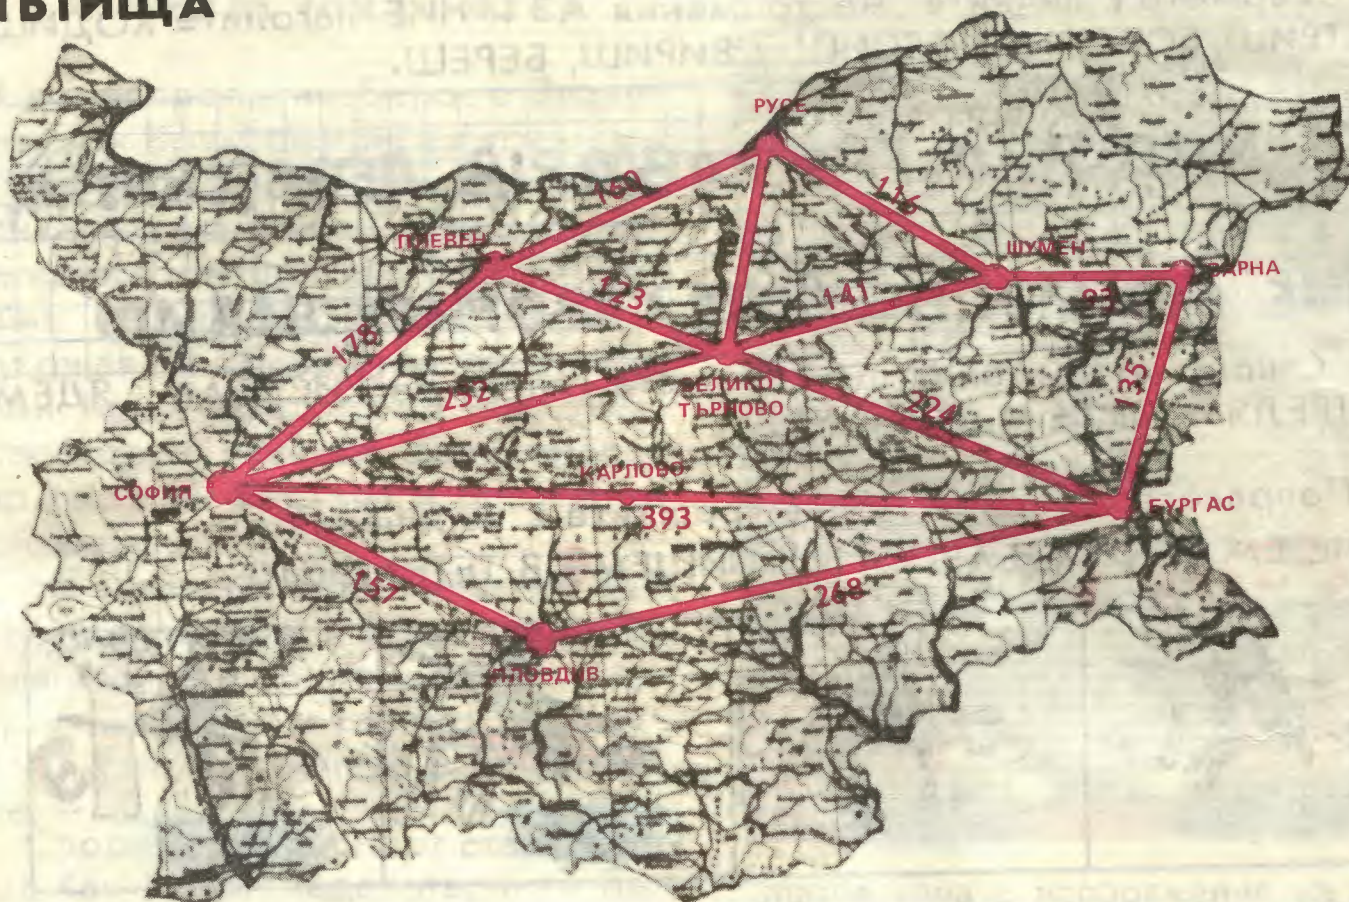 ПЪТИЩА
РУСЕ
160
116
ПЛЕВЕН
ШУМЕН
ВАРНА
123
141
178
135
252
ВЕЛИКО
ТЪРНОВО
224
КАРЛОВО
СОФИЯ
393
БУРГАС
157
268
ПЛОВДИВ